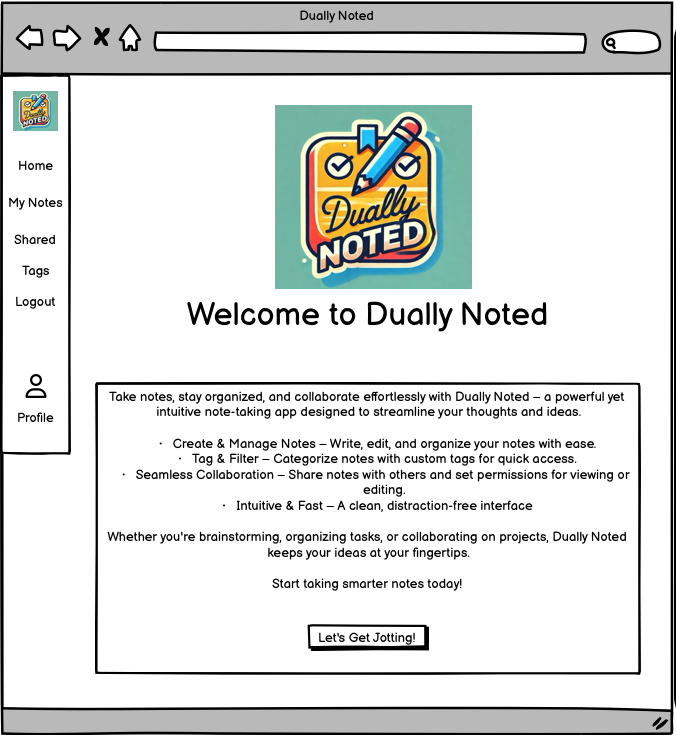 Dually Noted
Dually
NOTED
Home
My Notes
Shared
Tags
Logout
Profile
Dually
NOTED
Welcome to Dually Noted
Take notes, stay organized, and collaborate effortlessly with Dually Noted – a powerful yet
intuitive note-taking app designed to streamline your thoughts and ideas.
· Create & Manage Notes – Write, edit, and organize your notes with ease.
· Tag & Filter – Categorize notes with custom tags for quick access.
· Seamless Collaboration – Share notes with others and set permissions for viewing or
editing.
· Intuitive & Fast – A clean, distraction-free interface
Whether you're brainstorming, organizing tasks, or collaborating on projects, Dually Noted
keeps your ideas at your fingertips.
Start taking smarter notes today!
Let's Get Jotting!